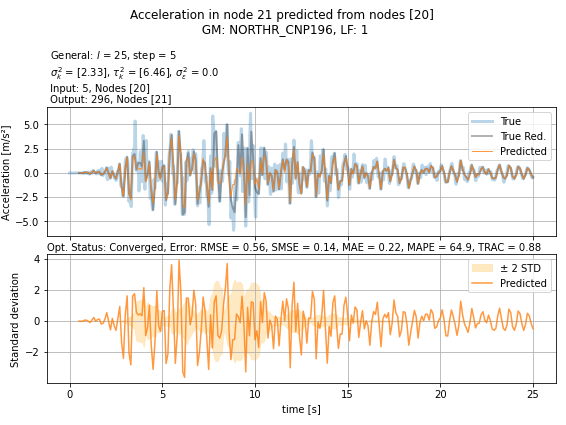 Acceleration in node 21 predicted from nodes [20]
GM: NORTHR_CNP196, LF: 1
General: l = 25, step = 5
σ²ₖ = [2.33], τ²ₖ = [6.46], σ²ε = 0.0
Input: 5, Nodes [20]
Output: 296, Nodes [21]
Acceleration [m/s²]
5.0
2.5
0.0
−2.5
−5.0
True
True Red.
Predicted
Opt. Status: Converged, Error: RMSE = 0.56, SMSE = 0.14, MAE = 0.22, MAPE = 64.9, TRAC = 0.88
Standard deviation
4
2
0
−2
± 2 STD
Predicted
0 5 10 15 20 25
time [s]